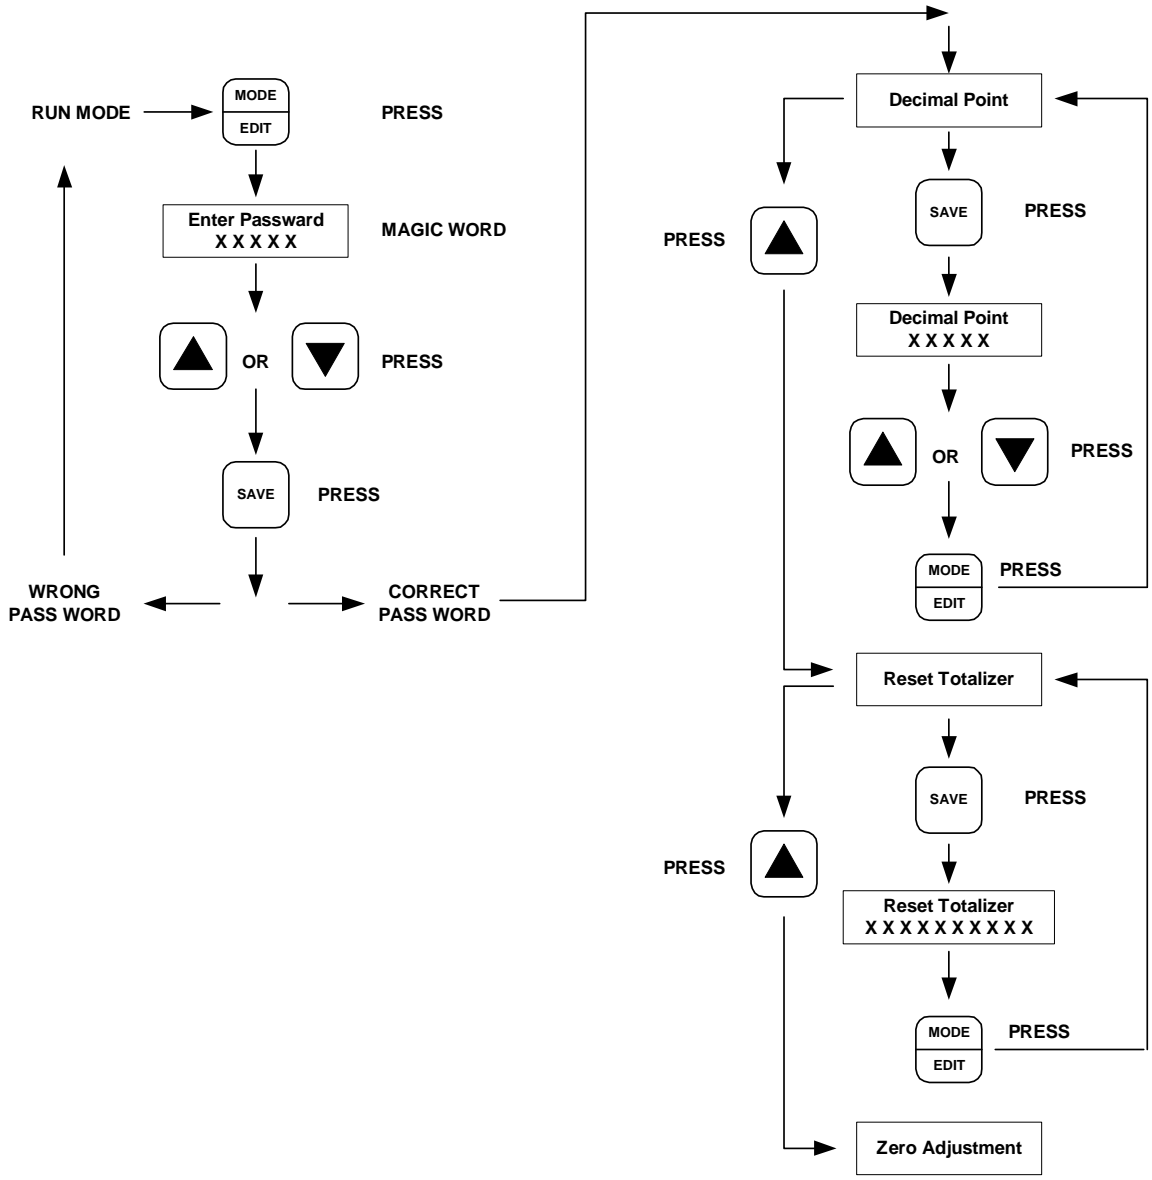 RUN MODE
MODE
EDIT
PRESS
Enter Passward
X X X X X
MAGIC WORD
OR
PRESS
SAVE
PRESS
WRONG
PASS WORD
CORRECT
PASS WORD
Decimal Point
SAVE
PRESS
PRESS
Decimal Point
X X X X X
OR
PRESS
MODE
EDIT
PRESS
Reset Totalizer
SAVE
PRESS
PRESS
Reset Totalizer
X X X X X X X X X X
MODE
EDIT
PRESS
Zero Adjustment